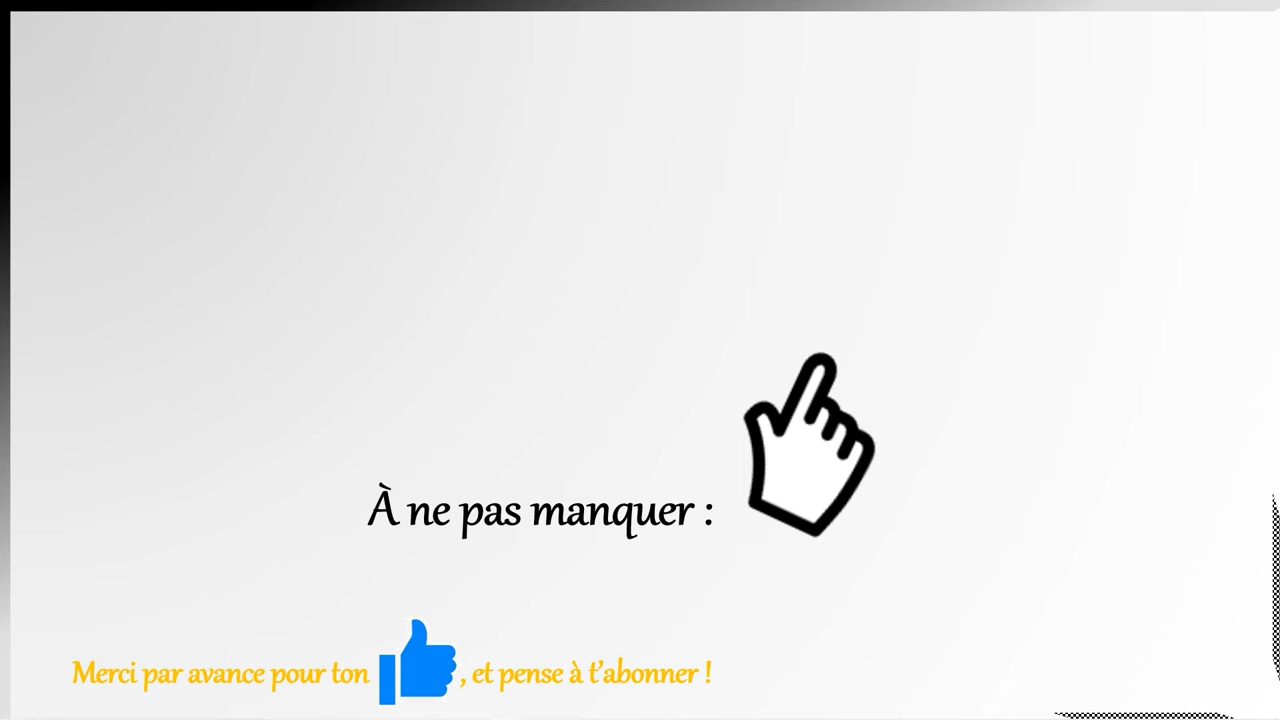 À ne pas manquer :
Merci par avance pour ton , et pense à t’abonner !